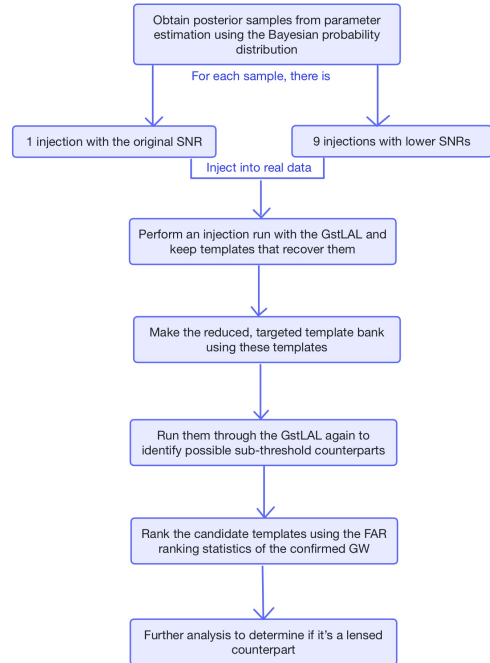 Obtain posterior samples from parameter
estimation using the Bayesian probability
distribution
For each sample, there is
1 injection with the original SNR
9 injections with lower SNRs
Inject into real data
Perform an injection run with the GstLAL and
keep templates that recover them
Make the reduced, targeted template bank
using these templates
Run them through the GstLAL again to
identify possible sub-threshold counterparts
Rank the candidate templates using the FAR
ranking statistics of the confirmed GW
Further analysis to determine if it’s a lensed
counterpart